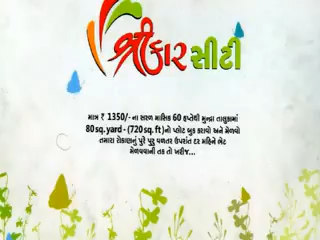 શ્રીકાર સીટી
માત્ર ₹ 1350/- ના સરળ માસિક 60 હપ્તેથી મુન્દ્રા તાલુકામાં
80 sq. yard - (720 sq. ft) નો પ્લોટ બુક કરાવો અને મેળવો
તમારા રોકાણનું પુરે પુરૂ વળતર ઉપરાંત દર મહિને ભેટ
મેળવવાની તક તો ખરીજ...